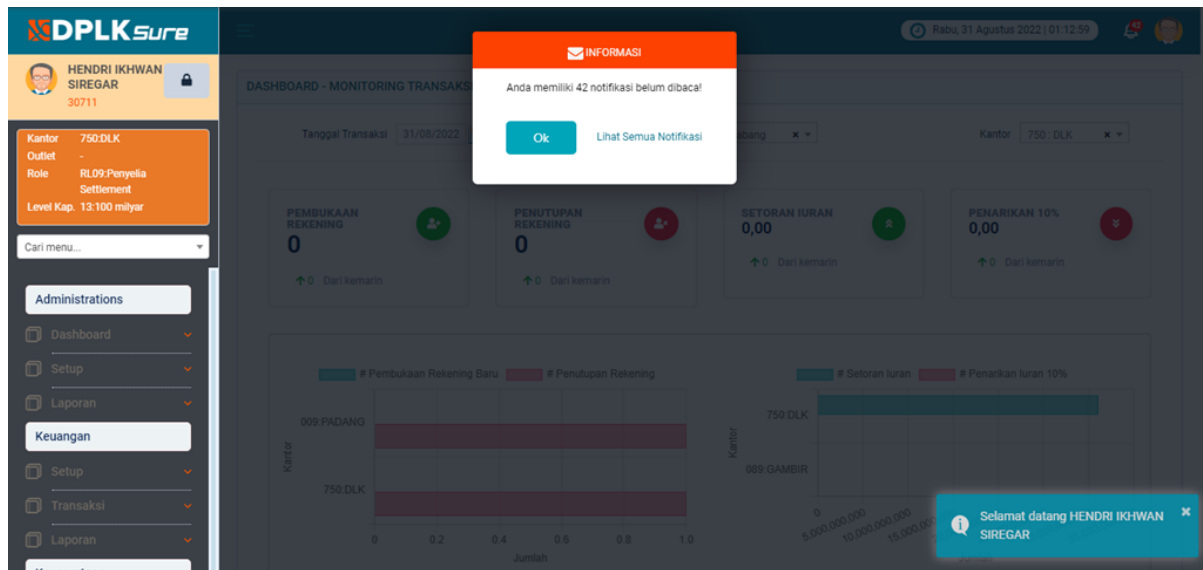 DPLKSure
HENDRI IKHWAN
SIREGAR
30711
Kantor 750:DLK
Outlet -
Role RL09:Penyelia
Settlement
Level Kap. 13:100 milyar
Cari menu...
Administrations
Dashboard
Setup
Laporan
Keuangan
Setup
Transaksi
Laporan
Rabu, 31 Agustus 2022 | 01:12:59
42
INFORMASI
Anda memiliki 42 notifikasi belum dibaca!
Ok Lihat Semua Notifikasi
DASHBOARD - MONITORING TRANSAKSI
Tanggal Transaksi 31/08/2022
abang
Kantor 750 : DLK
PEMBUKAAN
REKENING
0
0 Dari kemarin
PENUTUPAN
REKENING
0
0 Dari kemarin
SETORAN IURAN
0,00
0 Dari kemarin
PENARIKAN 10%
0,00
0 Dari kemarin
# Pembukaan Rekening Baru # Penutupan Rekening
Kantor
009:PADANG
750:DLK
0 0.2 0.4 0.6 0.8 1.0
Jumlah
# Setoran Iuran # Penarikan Iuran 10%
Kantor
750:DLK
089:GAMBIR
0 5,000,000,000 10,000,000,000
Jumlah
Selamat datang HENDRI IKHWAN
SIREGAR